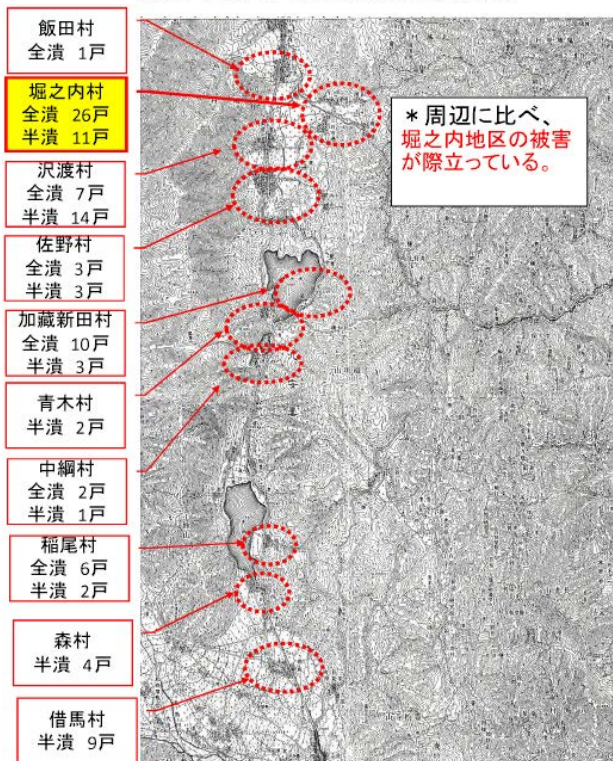 飯田村
全潰 1戸
堀之内村
全潰 26戸
半潰 11戸
沢渡村
全潰 7戸
半潰 14戸
佐野村
全潰 3戸
半潰 3戸
加蔵新田村
全潰 10戸
半潰 3戸
青木村
半潰 2戸
中綱村
全潰 2戸
半潰 1戸
稲尾村
全潰 6戸
半潰 2戸
森村
半潰 4戸
借馬村
半潰 9戸
＊周辺に比べ、
堀之内地区の被害
が際立っている。